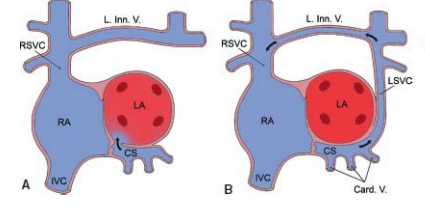 L. Inn. V.
RSVC
LA
RA
CS
IVC
A
L. Inn. V.
RSVC
LSVC
LA
RA
CS
IVC
Card. V.
B